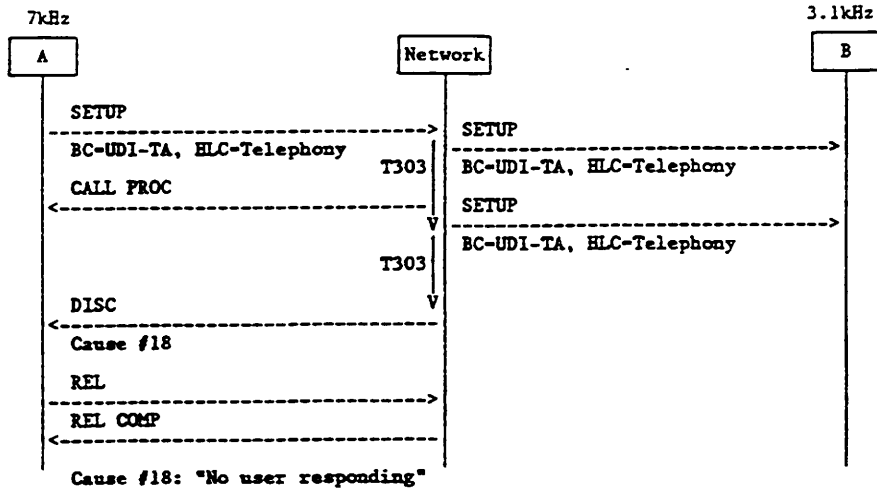 7kHz
3.1kHz
A
Network
B
SETUP
SETUP
BC-UDI-TA, HLC-Telephony
T303
BC-UDI-TA, HLC-Telephony
CALL PROC
SETUP
BC-UDI-TA, HLC-Telephony
T303
DISC
Cause #18
REL
REL COMP
Cause #18: "No user responding"